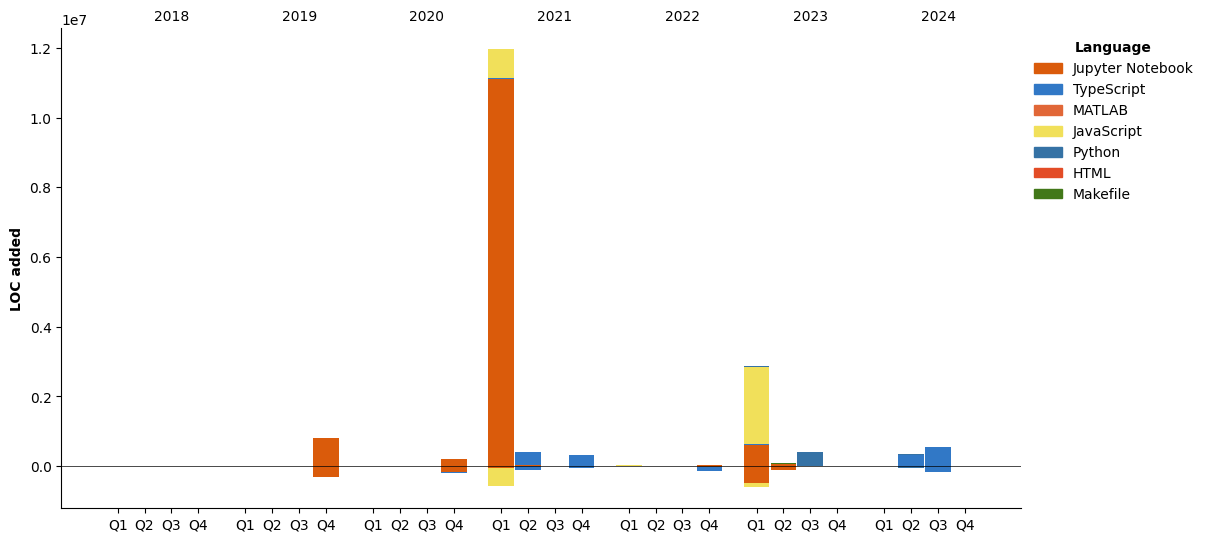 1e7
2018 2019 2020 2021 2022 2023 2024
1.2
1.0
0.8
0.6
0.4
0.2
0.0
LOC added
Q1 Q2 Q3 Q4 Q1 Q2 Q3 Q4 Q1 Q2 Q3 Q4 Q1 Q2 Q3 Q4 Q1 Q2 Q3 Q4 Q1 Q2 Q3 Q4 Q1 Q2 Q3 Q4
Language
Jupyter Notebook
TypeScript
MATLAB
JavaScript
Python
HTML
Makefile